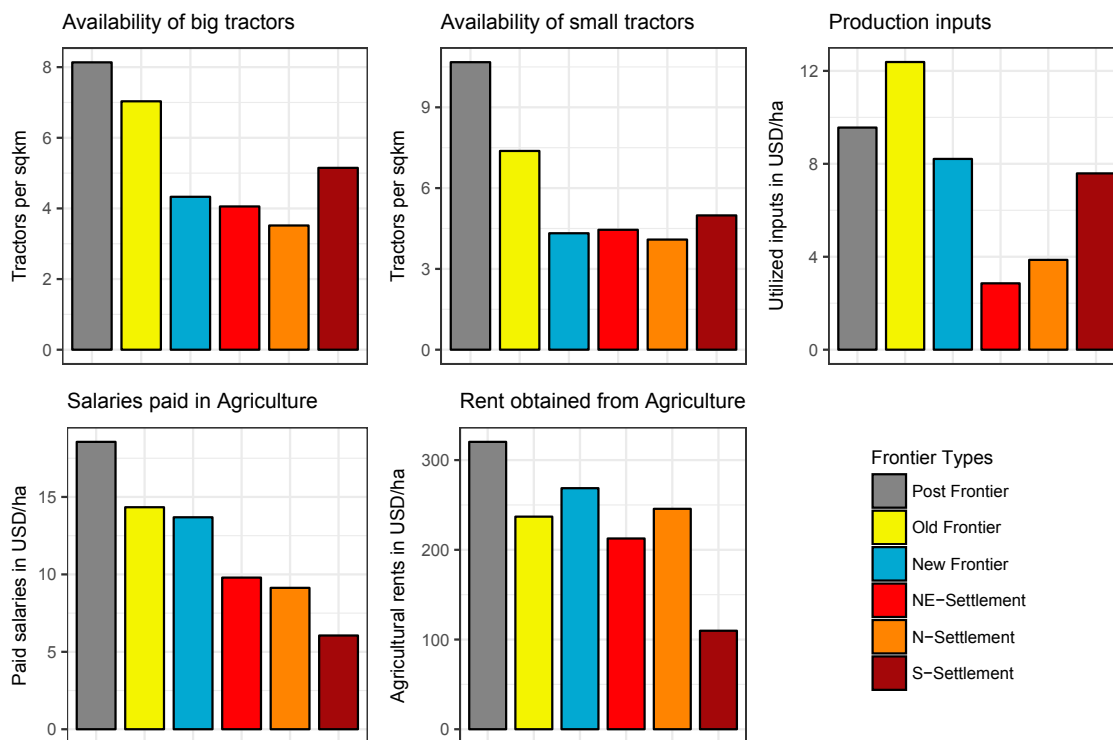 Availability of big tractors
Tractors per sqkm
8
6
4
2
0
Availability of small tractors
Tractors per sqkm
9
6
3
0
Production inputs
Utilized inputs in USD/ha
12
8
4
0
Salaries paid in Agriculture
Paid salaries in USD/ha
15
10
5
0
Rent obtained from Agriculture
Agricultural rents in USD/ha
300
200
100
0
Frontier Types
Post Frontier
Old Frontier
New Frontier
NE−Settlement
N−Settlement
S−Settlement